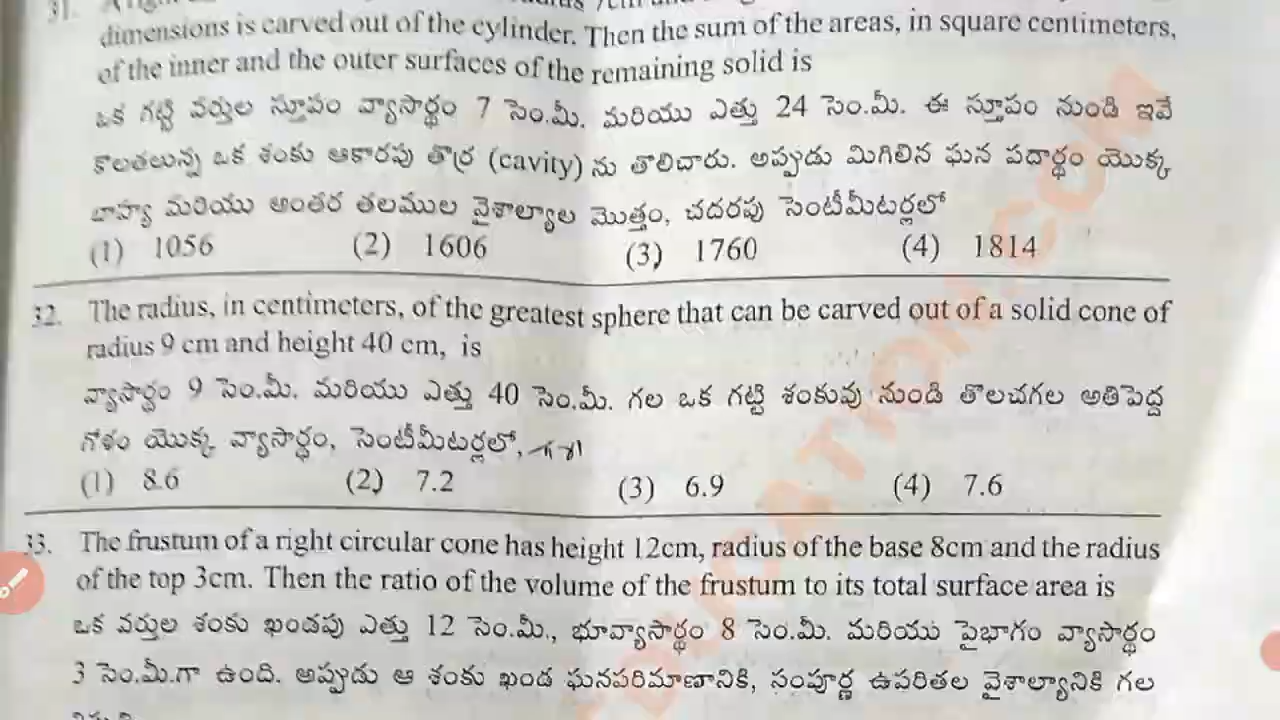 31.
dimensions is carved out of the cylinder. Then the sum of the areas, in square centimeters,
of the inner and the outer surfaces of the remaining solid is
ఒక గట్టి వర్తుల స్తూపం వ్యాసార్థం 7 సెం.మీ. మరియు ఎత్తు 24 సెం.మీ. ఈ స్తూపం నుండి ఇవే
కొలతలున్న ఒక శంకు ఆకారపు తొర్ర (cavity) ను తొలిచారు. అప్పుడు మిగిలిన ఘన పదార్థం యొక్క
బాహ్య మరియు అంతర తలముల వైశాల్యాల మొత్తం, చదరపు సెంటీమీటర్లలో
(1) 1056 (2) 1606 (3) 1760 (4) 1814
32. The radius, in centimeters, of the greatest sphere that can be carved out of a solid cone of
radius 9 cm and height 40 cm, is
వ్యాసార్థం 9 సెం.మీ. మరియు ఎత్తు 40 సెం.మీ. గల ఒక గట్టి శంకువు నుండి తొలచగల అతిపెద్ద
గోళం యొక్క వ్యాసార్థం, సెంటీమీటర్లలో,
(1) 8.6 (2) 7.2 (3) 6.9 (4) 7.6
33. The frustum of a right circular cone has height 12cm, radius of the base 8cm and the radius
of the top 3cm. Then the ratio of the volume of the frustum to its total surface area is
ఒక వర్తుల శంకు ఖండపు ఎత్తు 12 సెం.మీ., భూవ్యాసార్థం 8 సెం.మీ. మరియు పైభాగం వ్యాసార్థం
3 సెం.మీ.గా ఉంది. అప్పుడు ఆ శంకు ఖండ ఘనపరిమాణానికి, సంపూర్ణ ఉపరితల వైశాల్యానికి గల